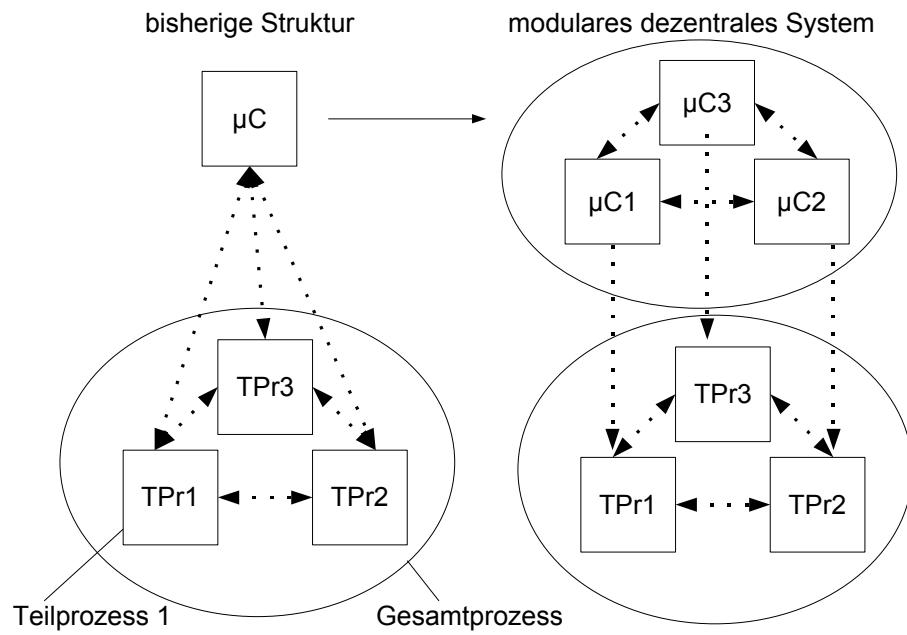 bisherige Struktur
modulares dezentrales System
µC
µC3
µC1
µC2
TPr3
TPr1
TPr2
TPr3
TPr1
TPr2
Teilprozess 1
Gesamtprozess